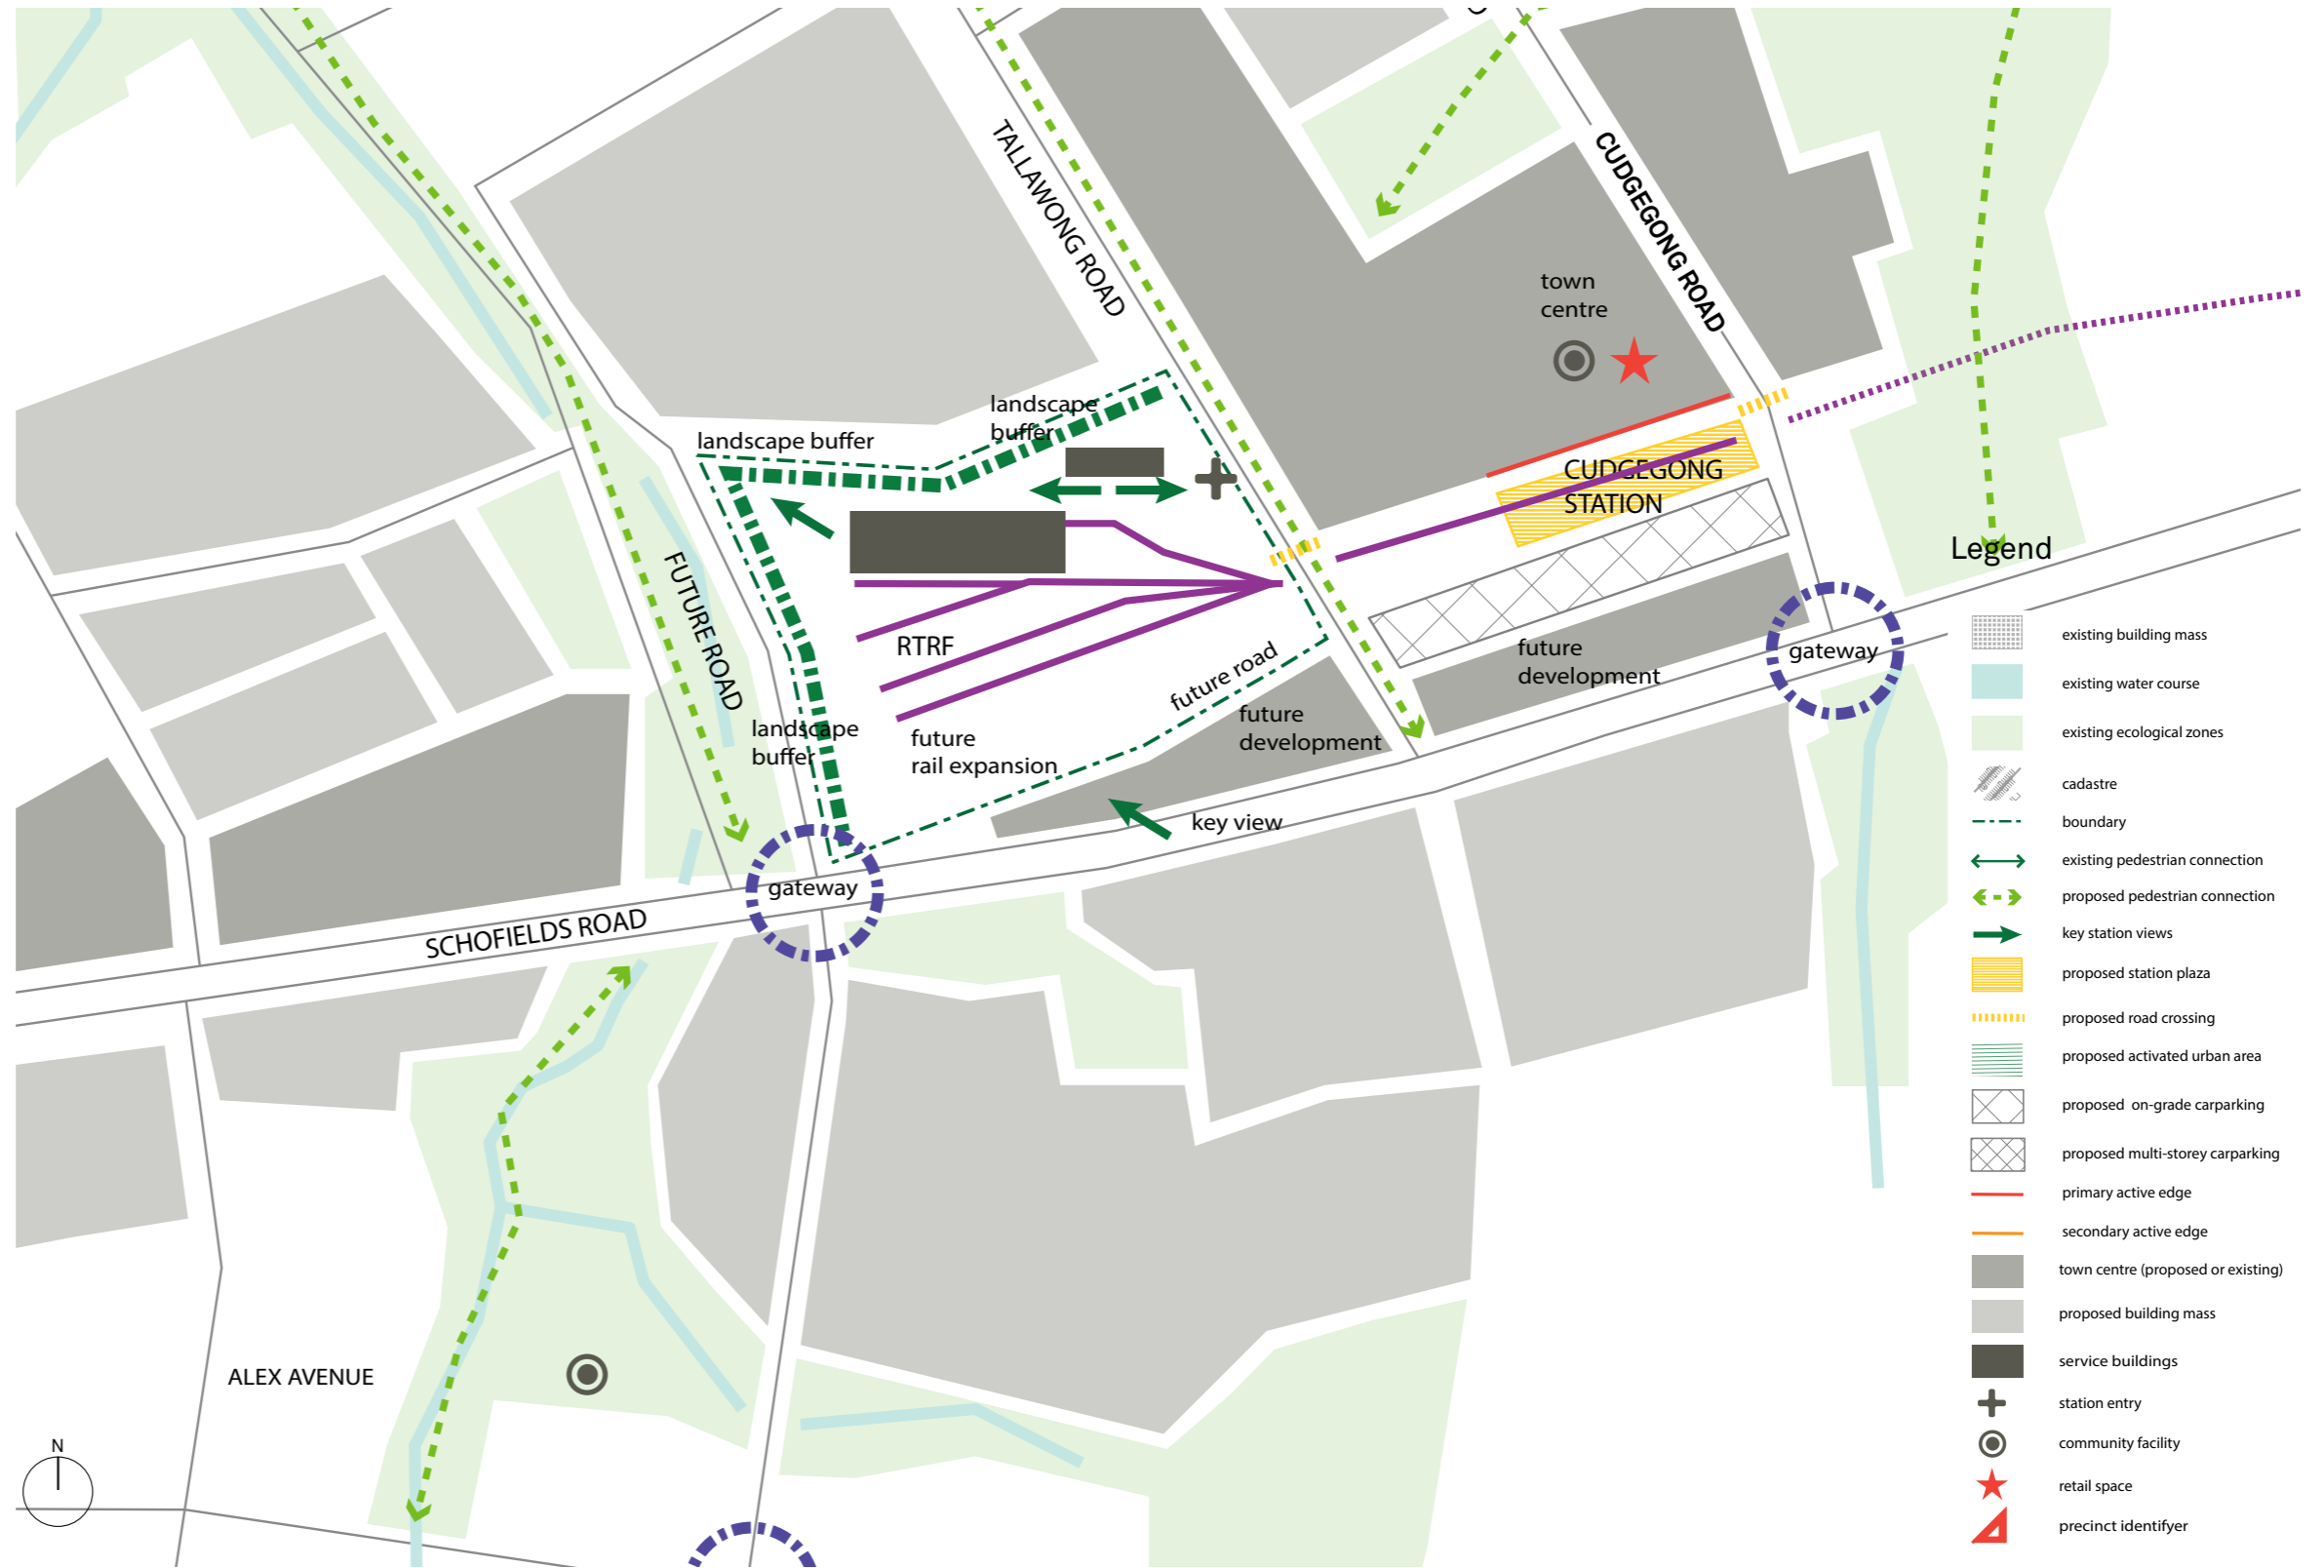 TALLAWONG ROAD
CUDGEGONG ROAD
town
centre
landscape
buffer
landscape buffer
CUDGEGONG
STATION
Legend
FUTURE ROAD
RTRF
future road
future
development
gateway
landscape
buffer
future
rail expansion
future
development
key view
gateway
SCHOFIELDS ROAD
ALEX AVENUE
N
existing building mass
existing water course
existing ecological zones
cadastre
boundary
existing pedestrian connection
proposed pedestrian connection
key station views
proposed station plaza
proposed road crossing
proposed activated urban area
proposed on-grade carparking
proposed multi-storey carparking
primary active edge
secondary active edge
town centre (proposed or existing)
proposed building mass
service buildings
station entry
community facility
retail space
precinct identifyer